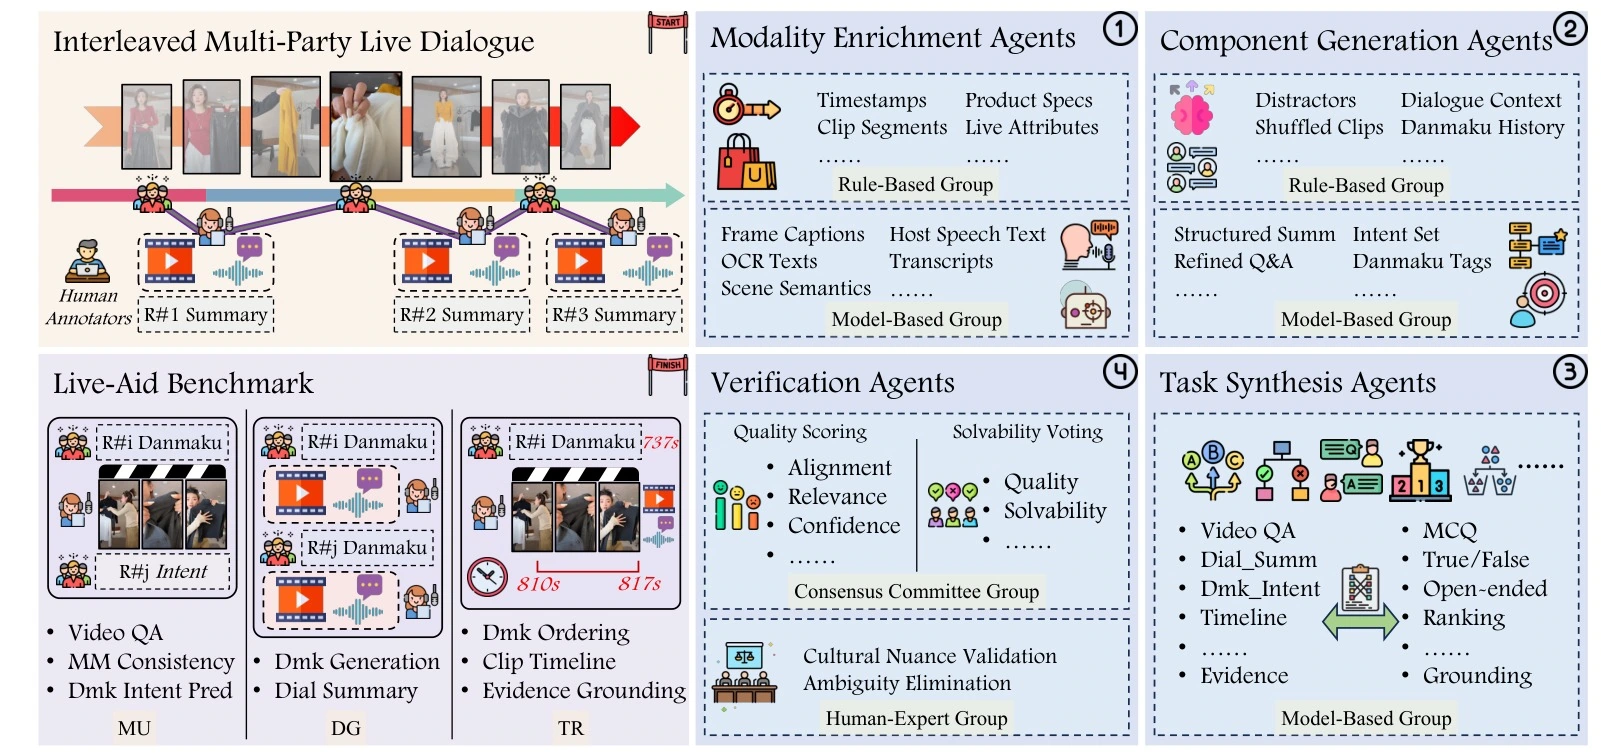 START
Interleaved Multi-Party Live Dialogue
Human
Annotators
R#1 Summary
R#2 Summary
R#3 Summary
Modality Enrichment Agents
1
Timestamps
Clip Segments
......
Product Specs
Live Attributes
......
Rule-Based Group
Frame Captions
OCR Texts
Scene Semantics
Host Speech Text
Transcripts
......
Model-Based Group
Component Generation Agents
2
Distractors
Shuffled Clips
......
Dialogue Context
Danmaku History
......
Rule-Based Group
Structured Summ
Refined Q&A
......
Intent Set
Danmaku Tags
......
Model-Based Group
FINISH
Live-Aid Benchmark
R#i Danmaku
R#j Intent
• Video QA
• MM Consistency
• Dmk Intent Pred
MU
R#i Danmaku
R#j Danmaku
• Dmk Generation
• Dial Summary
DG
R#i Danmaku
737s
810s
817s
• Dmk Ordering
• Clip Timeline
• Evidence Grounding
TR
Verification Agents
4
Quality Scoring
• Alignment
• Relevance
• Confidence
• ......
Solvability Voting
• Quality
• Solvability
• ......
Consensus Committee Group
Cultural Nuance Validation
Ambiguity Elimination
Human-Expert Group
Task Synthesis Agents
3
A B C
Q
A
2 1 3
......
• Video QA
• Dial_Summ
• Dmk_Intent
• Timeline
• ......
• Evidence
• MCQ
• True/False
• Open-ended
• Ranking
• ......
• Grounding
Model-Based Group